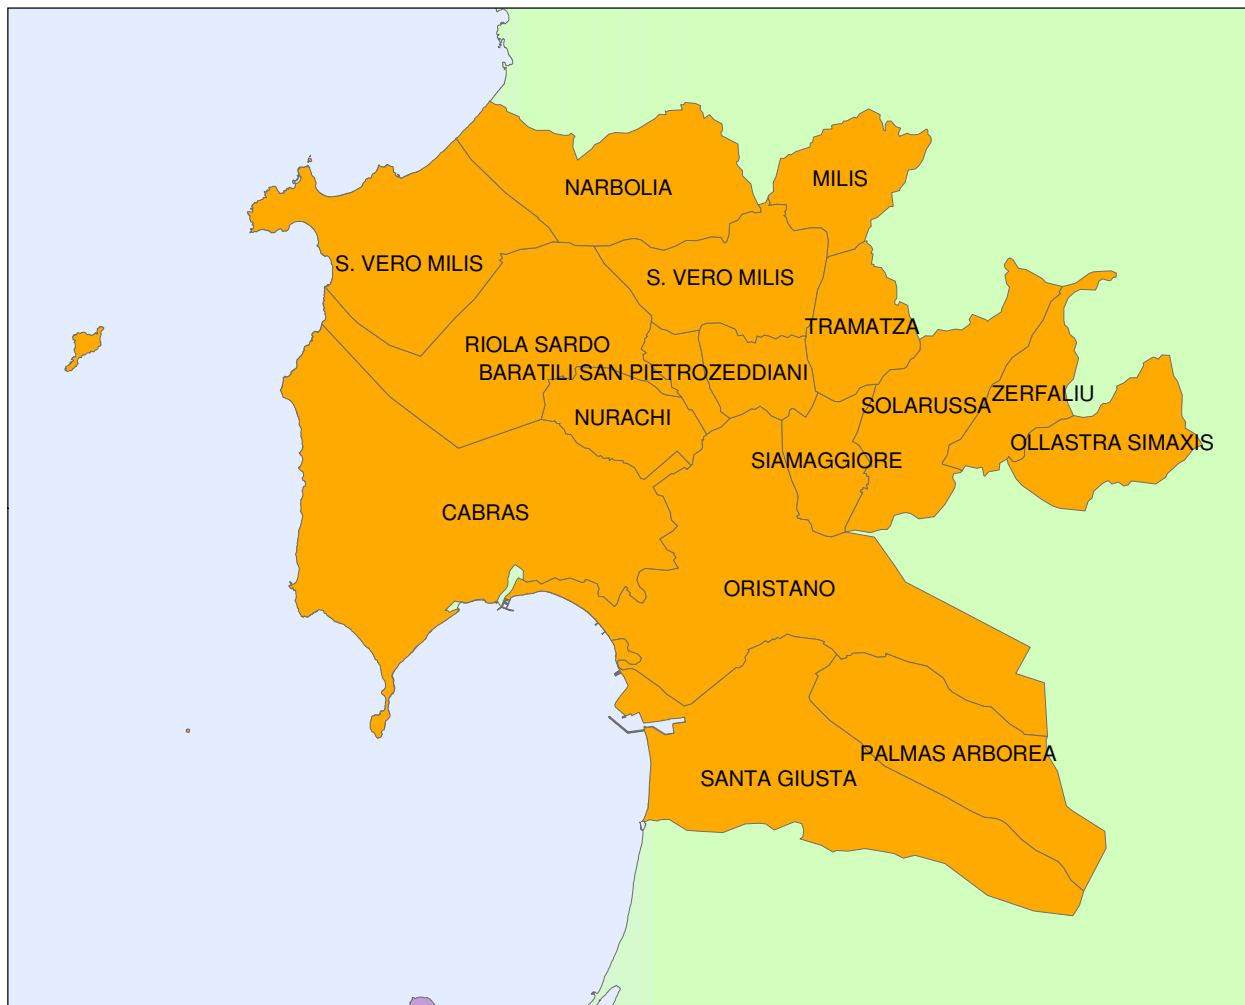 MILIS
NARBOLIA
S. VERO MILIS
S. VERO MILIS
TRAMATZA
RIOLA SARDO
BARATILI SAN PIETRO
ZEDDIANI
ZERFALIU
SOLARUSSA
NURACHI
OLLASTRA SIMAXIS
SIAMAGGIORE
CABRAS
ORISTANO
PALMAS ARBOREA
SANTA GIUSTA